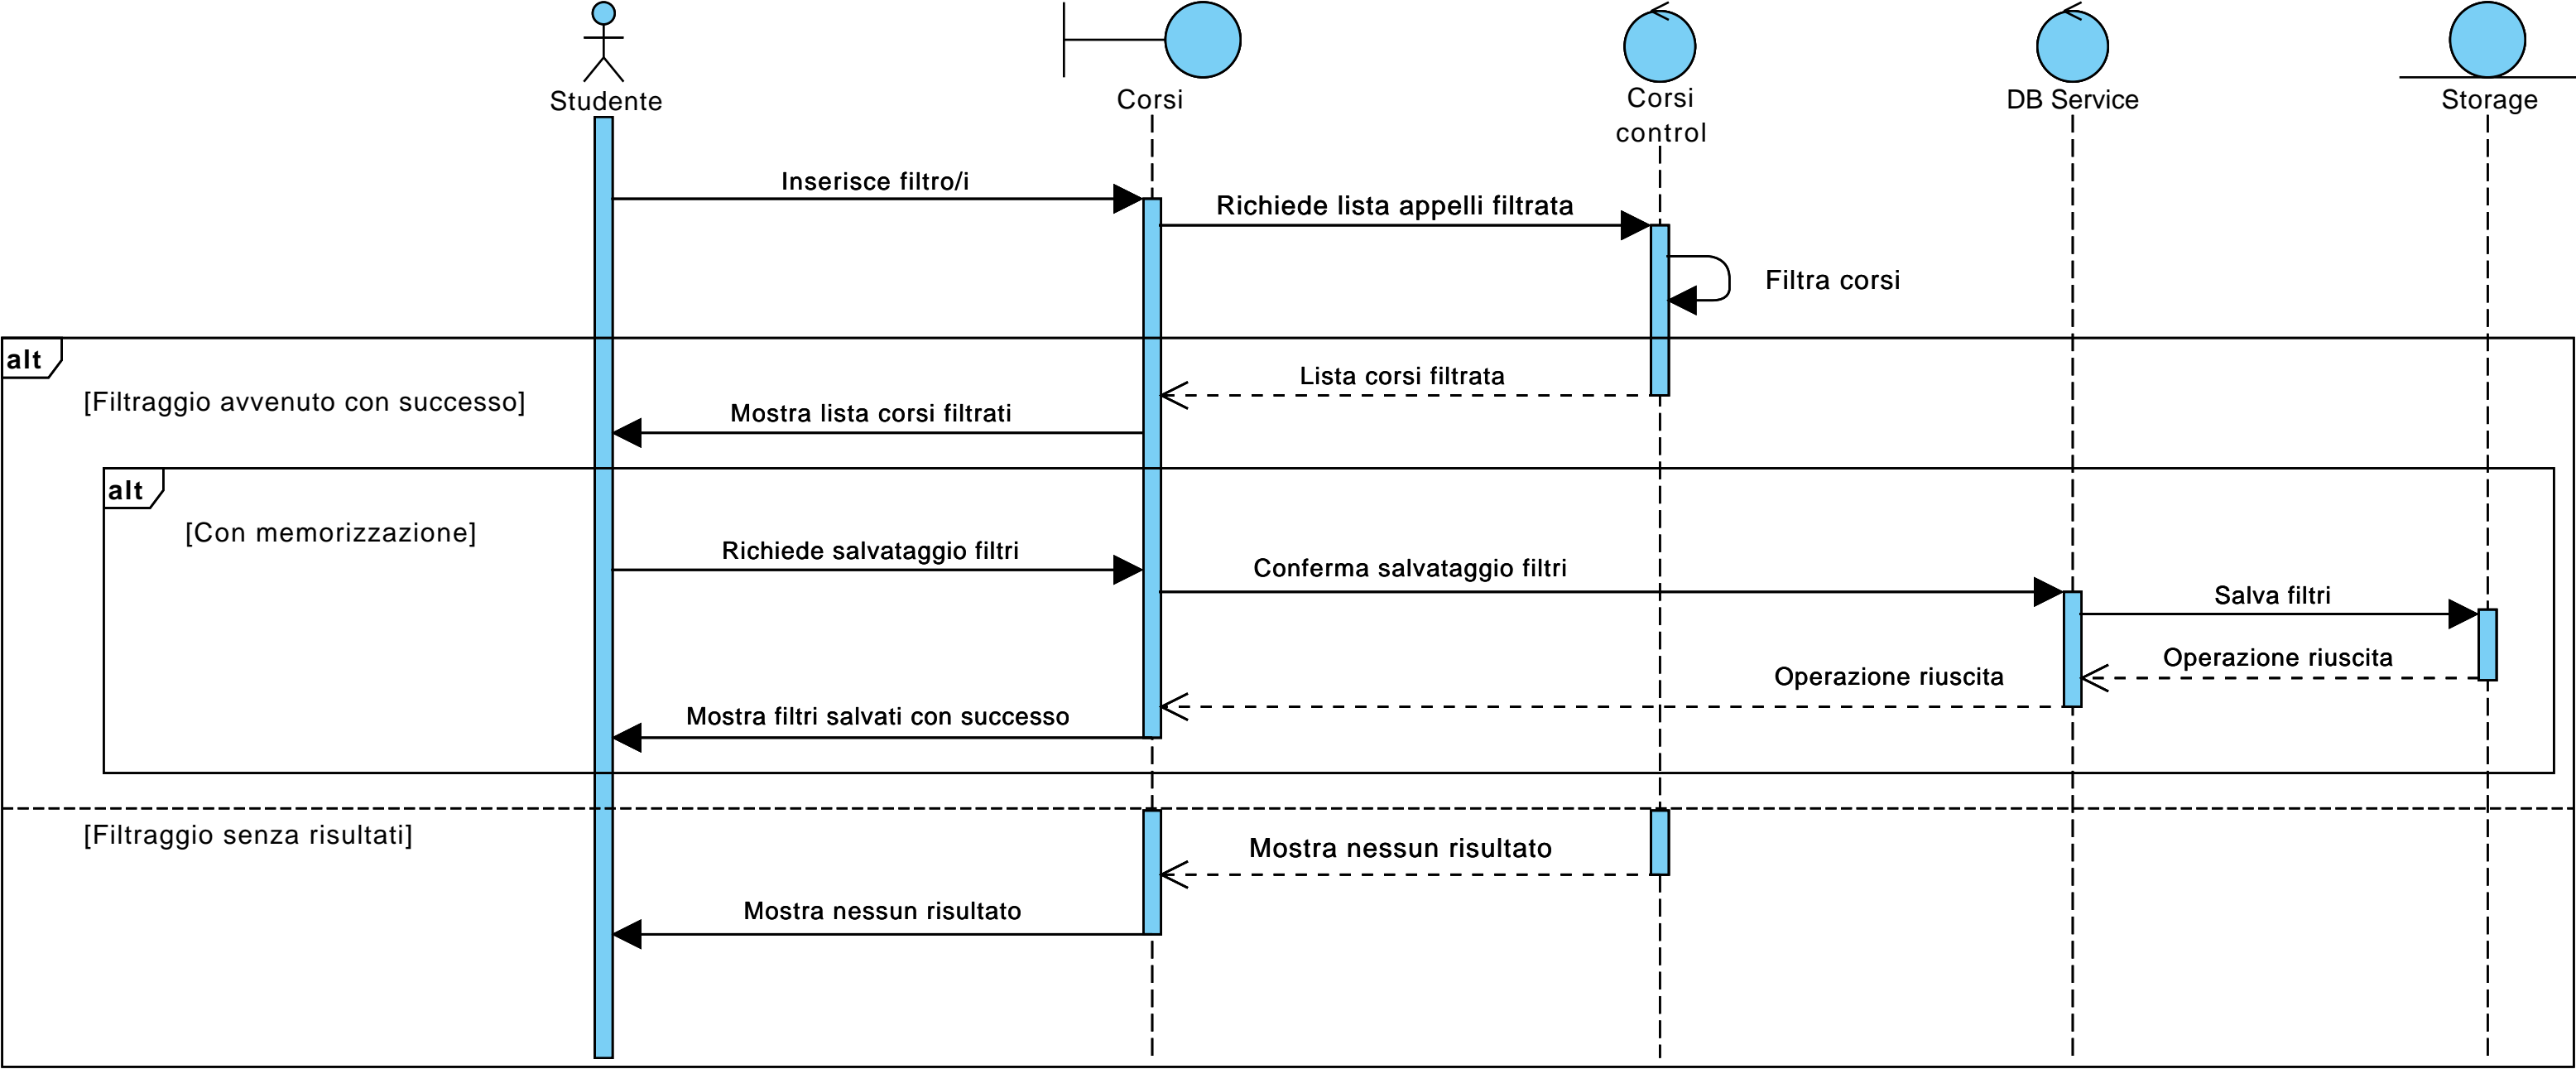 Studente
Corsi
Corsi
control
DB Service
Storage
Inserisce filtro/i
Richiede lista appelli filtrata
Filtra corsi
alt
[Filtraggio avvenuto con successo]
Lista corsi filtrata
Mostra lista corsi filtrati
alt
[Con memorizzazione]
Richiede salvataggio filtri
Conferma salvataggio filtri
Salva filtri
Operazione riuscita
Operazione riuscita
Mostra filtri salvati con successo
[Filtraggio senza risultati]
Mostra nessun risultato
Mostra nessun risultato